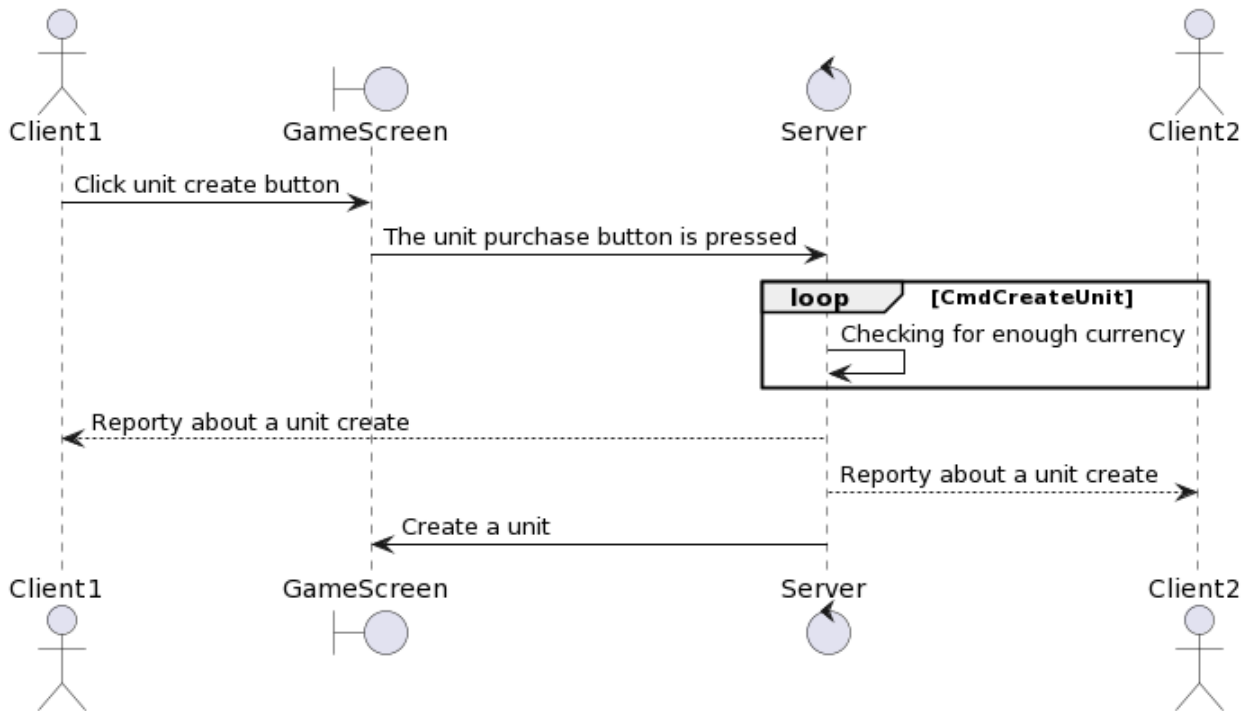 Client1
GameScreen
Server
Client2
Click unit create button
The unit purchase button is pressed
loop
[CmdCreateUnit]
Checking for enough currency
Reporty about a unit create
Reporty about a unit create
Create a unit
Client1
GameScreen
Server
Client2